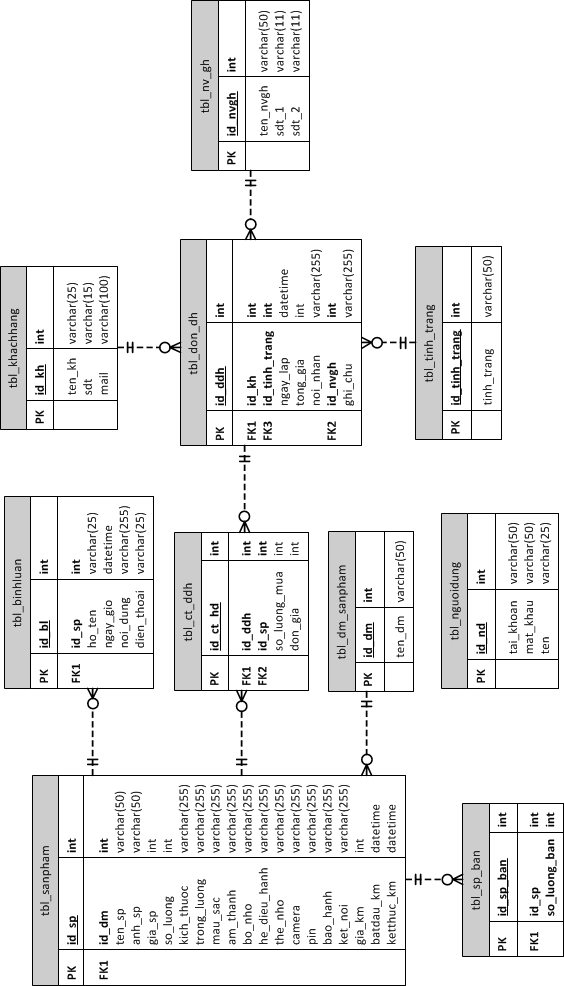 tbl_sanpham
PK id_sp int
FK1 id_dm int
ten_sp varchar(50)
anh_sp varchar(50)
gia_sp int
so_luong int
kich_thuoc varchar(255)
trong_luong varchar(255)
mau_sac varchar(255)
am_thanh varchar(255)
bo_nho varchar(255)
he_dieu_hanh varchar(255)
the_nho varchar(255)
camera varchar(255)
pin varchar(255)
bao_hanh varchar(255)
ket_noi varchar(255)
gia_km int
batdau_km datetime
ketthuc_km datetime
tbl_sp_ban
PK id_sp_ban int
FK1 id_sp int
so_luong_ban int
tbl_binhluan
PK id_bl int
FK1 id_sp int
ho_ten varchar(25)
ngay_gio datetime
noi_dung varchar(255)
dien_thoai varchar(25)
tbl_ct_ddh
PK id_ct_hd int
FK1 id_ddh int
FK2 id_sp int
so_luong_mua int
don_gia int
tbl_dm_sanpham
PK id_dm int
ten_dm varchar(50)
tbl_nguoidung
PK id_nd int
tai_khoan varchar(50)
mat_khau varchar(50)
ten varchar(25)
tbl_khachhang
PK id_kh int
ten_kh varchar(25)
sdt varchar(15)
mail varchar(100)
tbl_don_dh
PK id_ddh int
FK1 id_kh int
FK3 id_tinh_trang int
ngay_lap datetime
tong_gia int
noi_nhan varchar(255)
FK2 id_nvgh int
ghi_chu varchar(255)
tbl_tinh_trang
PK id_tinh_trang int
tinh_trang varchar(50)
tbl_nv_gh
PK id_nvgh int
ten_nvgh varchar(50)
sdt_1 varchar(11)
sdt_2 varchar(11)